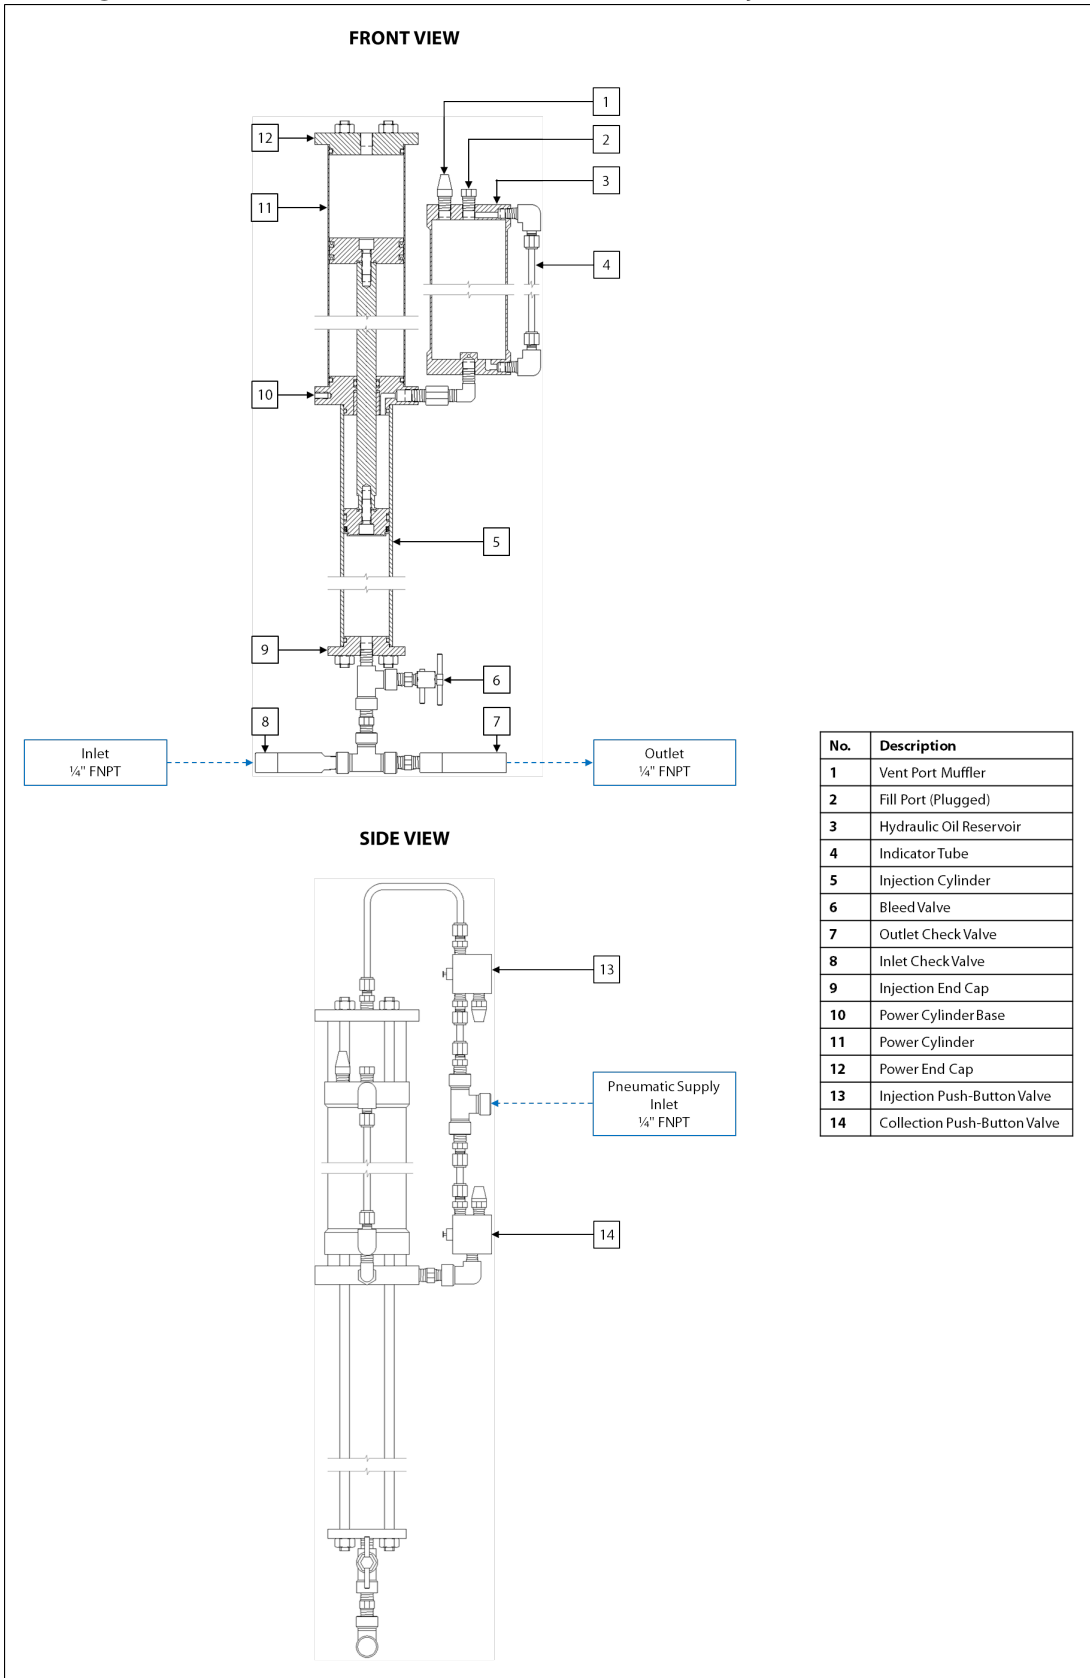 FRONT VIEW
1
12
2
3
11
4
10
5
9
6
8
7
Inlet
¼" FNPT
Outlet
¼" FNPT
SIDE VIEW
13
Pneumatic Supply
Inlet
¼" FNPT
14
No. Description
1 Vent Port Muffler
2 Fill Port (Plugged)
3 Hydraulic Oil Reservoir
4 Indicator Tube
5 Injection Cylinder
6 Bleed Valve
7 Outlet Check Valve
8 Inlet Check Valve
9 Injection End Cap
10 Power Cylinder Base
11 Power Cylinder
12 Power End Cap
13 Injection Push-Button Valve
14 Collection Push-Button Valve